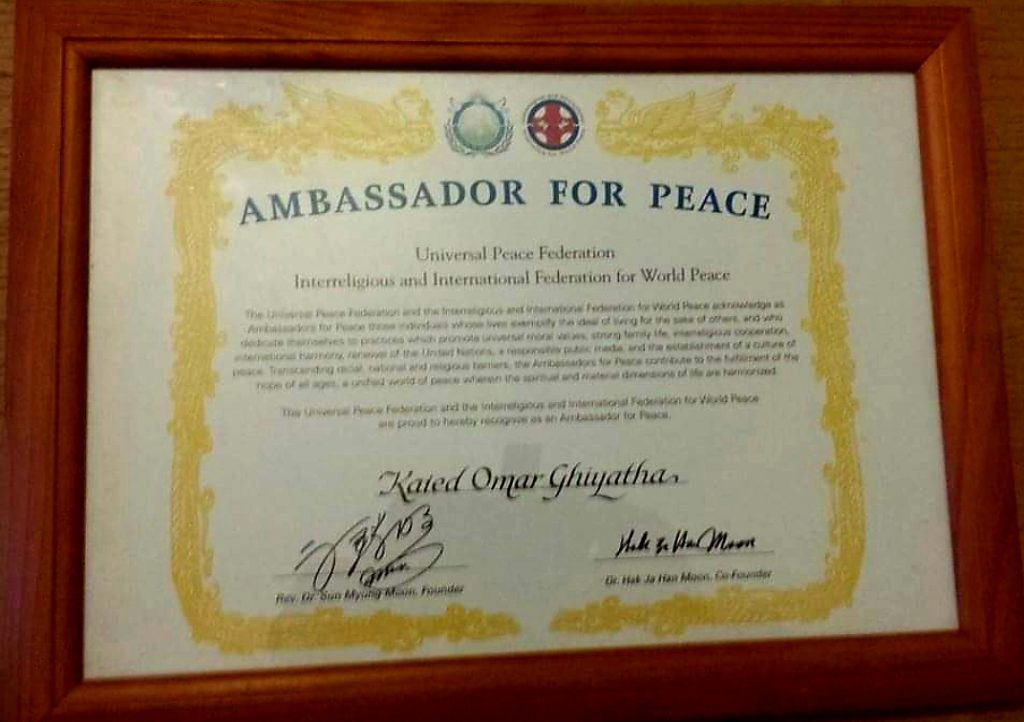 AMBASSADOR FOR PEACE
Universal Peace Federation
Interreligious and International Federation for World Peace
The Universal Peace Federation and the Interreligious and International Federation for World Peace acknowledge as
Ambassadors for Peace those individuals whose lives exemplify the ideal of living for the sake of others, and who
dedicate themselves to practices which promote universal moral values, strong family life, interreligious cooperation,
international harmony, renewal of the United Nations, a responsible public media, and the establishment of a culture of
peace. Transcending racial, national and religious barriers, the Ambassadors for Peace contribute to the fulfillment of the
hope of all ages, a unified world of peace wherein the spiritual and material dimensions of life are harmonized.
The Universal Peace Federation and the Interreligious and International Federation for World Peace
are proud to hereby recognize as an Ambassador for Peace,
Kaied Omar Ghiyatha,
Hak Ja Han Moon
Rev. Dr. Sun Myung Moon, Founder
Dr. Hak Ja Han Moon, Co-Founder